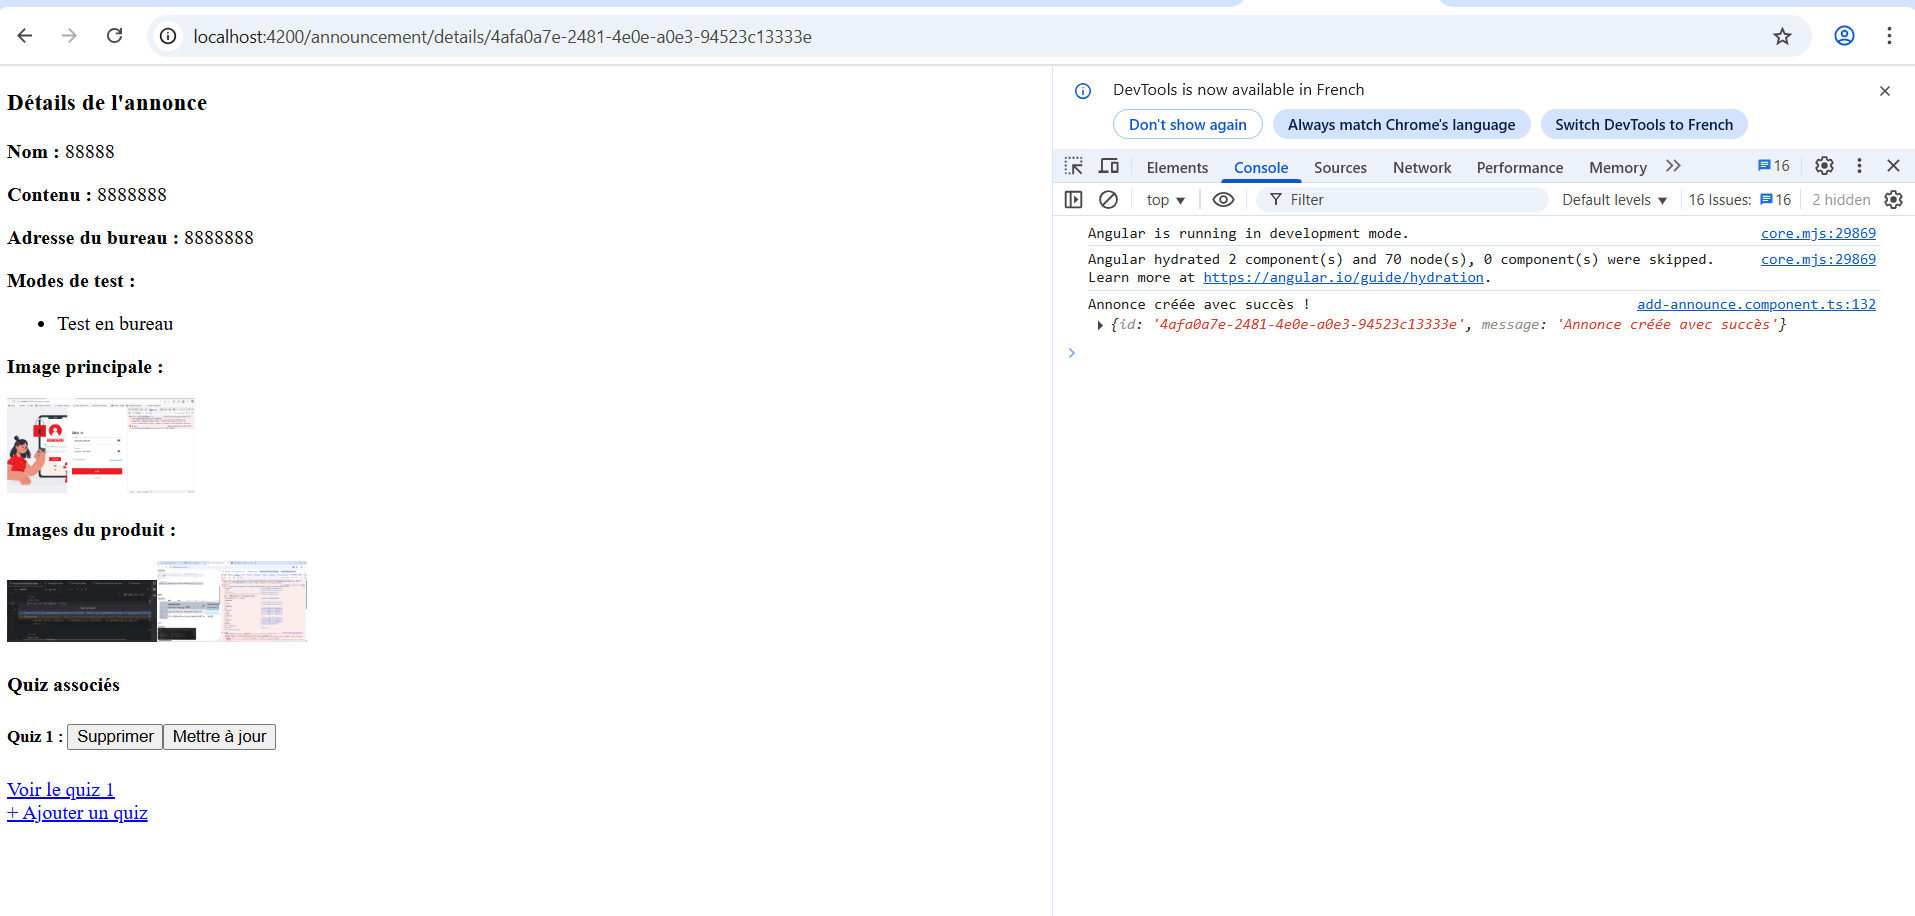 localhost:4200/announcement/details/4afa0a7e-2481-4e0e-a0e3-94523c13333e
Détails de l'annonce
Nom : 88888
Contenu : 8888888
Adresse du bureau : 8888888
Modes de test :
Test en bureau
Image principale :
Images du produit :
Quiz associés
Quiz 1 : Supprimer Mettre à jour
Voir le quiz 1
+ Ajouter un quiz
DevTools is now available in French
Don't show again Always match Chrome's language Switch DevTools to French
Elements Console Sources Network Performance Memory 16
top Filter Default levels 16 Issues: 16 2 hidden
Angular is running in development mode. core.mjs:29869
Angular hydrated 2 component(s) and 70 node(s), 0 component(s) were skipped. core.mjs:29869
Learn more at https://angular.io/guide/hydration.
Annonce créée avec succès ! add-announce.component.ts:132
{id: '4afa0a7e-2481-4e0e-a0e3-94523c13333e', message: 'Annonce créée avec succès'}